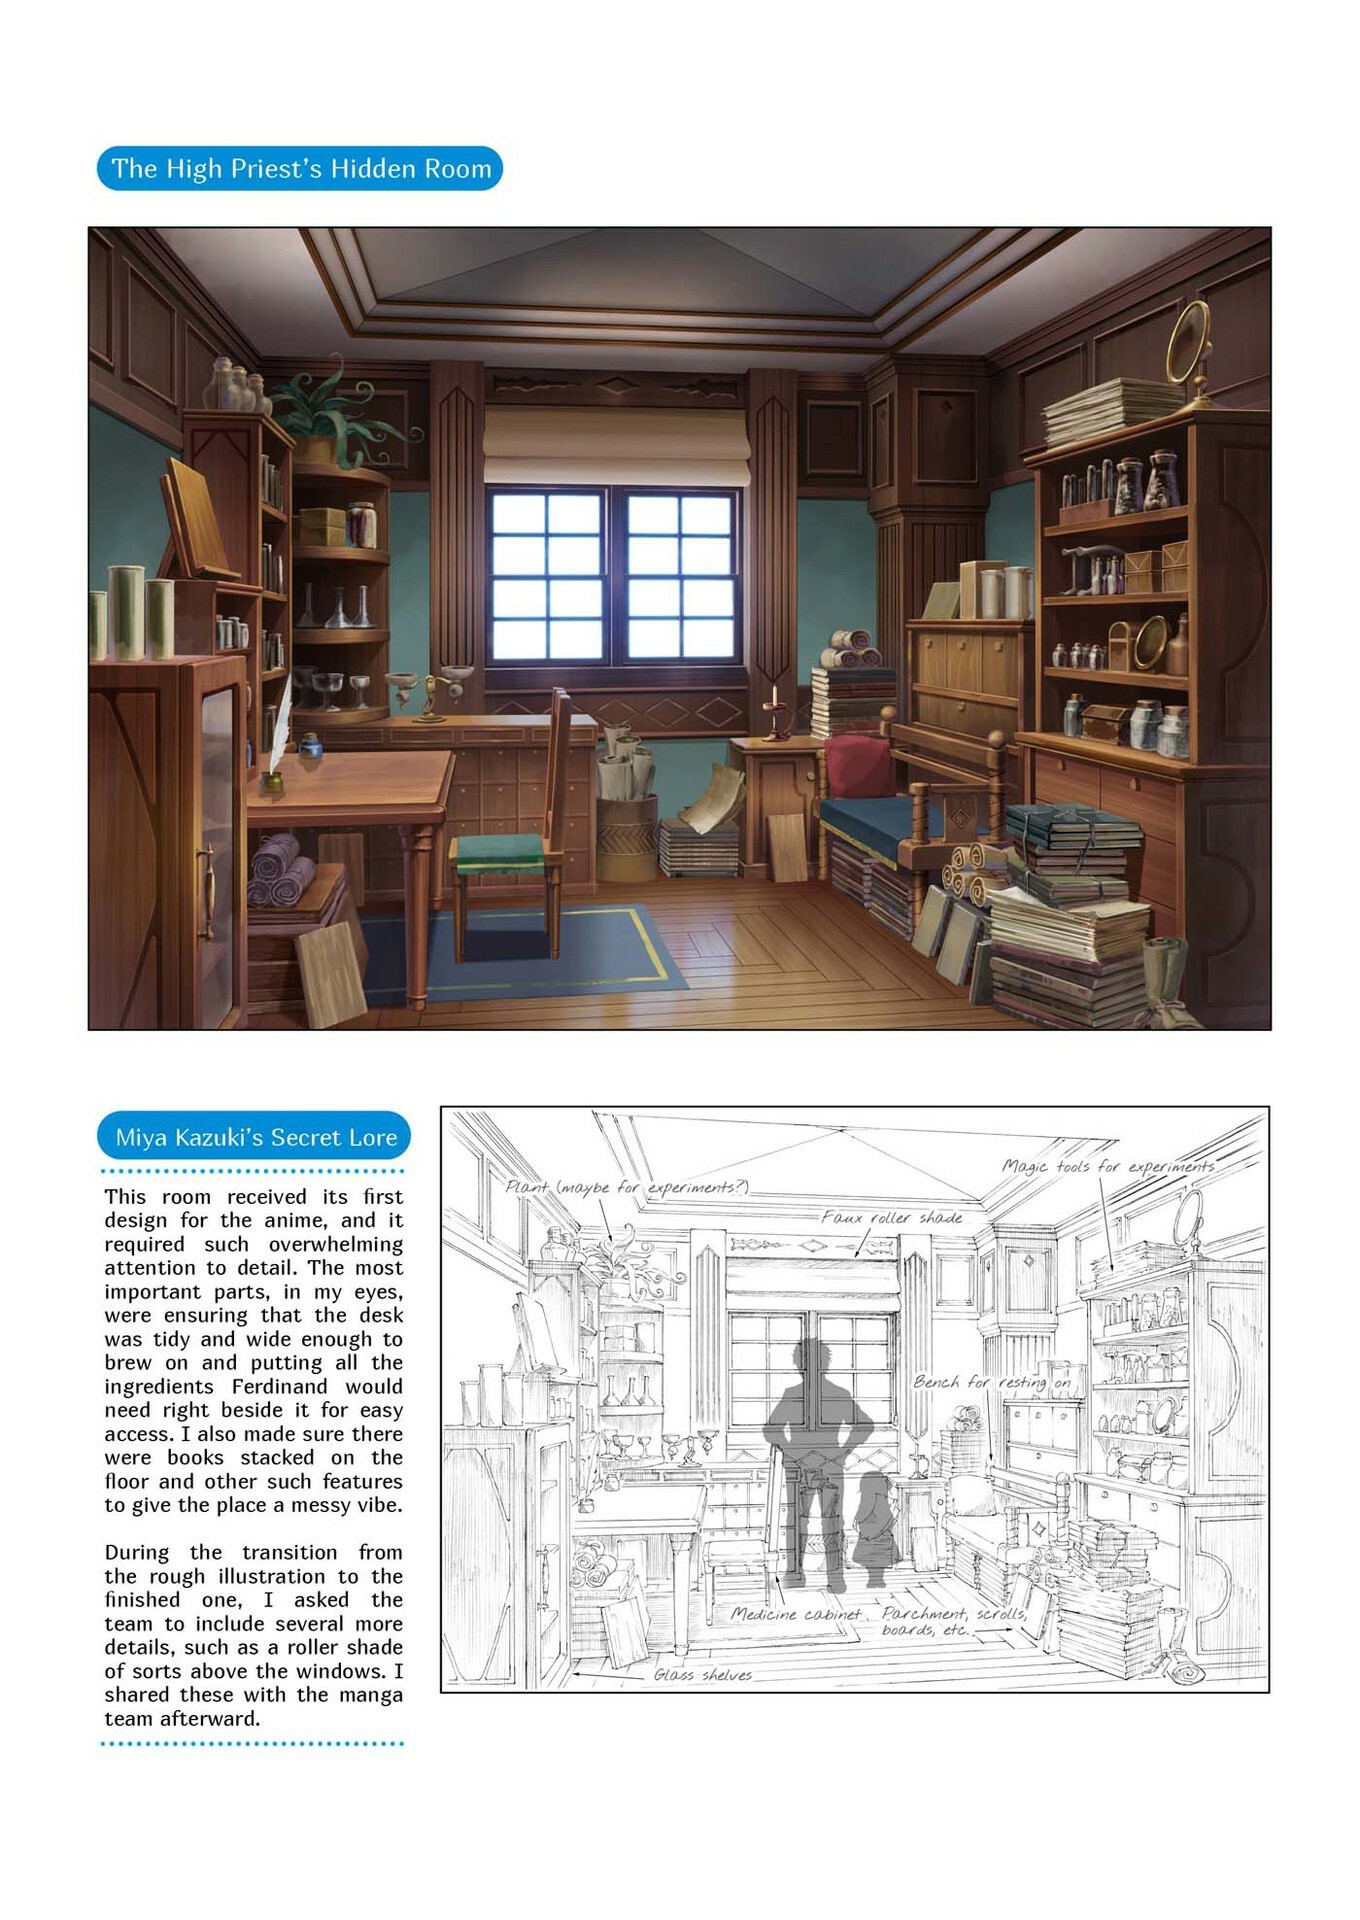 The High Priest's Hidden Room
Miya Kazuki's Secret Lore
This room received its first
design for the anime, and it
required such overwhelming
attention to detail. The most
important parts, in my eyes,
were ensuring that the desk
was tidy and wide enough to
brew on and putting all the
ingredients Ferdinand would
need right beside it for easy
access. I also made sure there
were books stacked on the
floor and other such features
to give the place a messy vibe.
During the transition from
the rough illustration to the
finished one, I asked the
team to include several more
details, such as a roller shade
of sorts above the windows. I
shared these with the manga
team afterward.
Magic tools for experiments
Plant (maybe for experiments?)
Faux roller shade
Bench for resting on
Medicine cabinet
Parchment, scrolls,
boards, etc.
Glass shelves